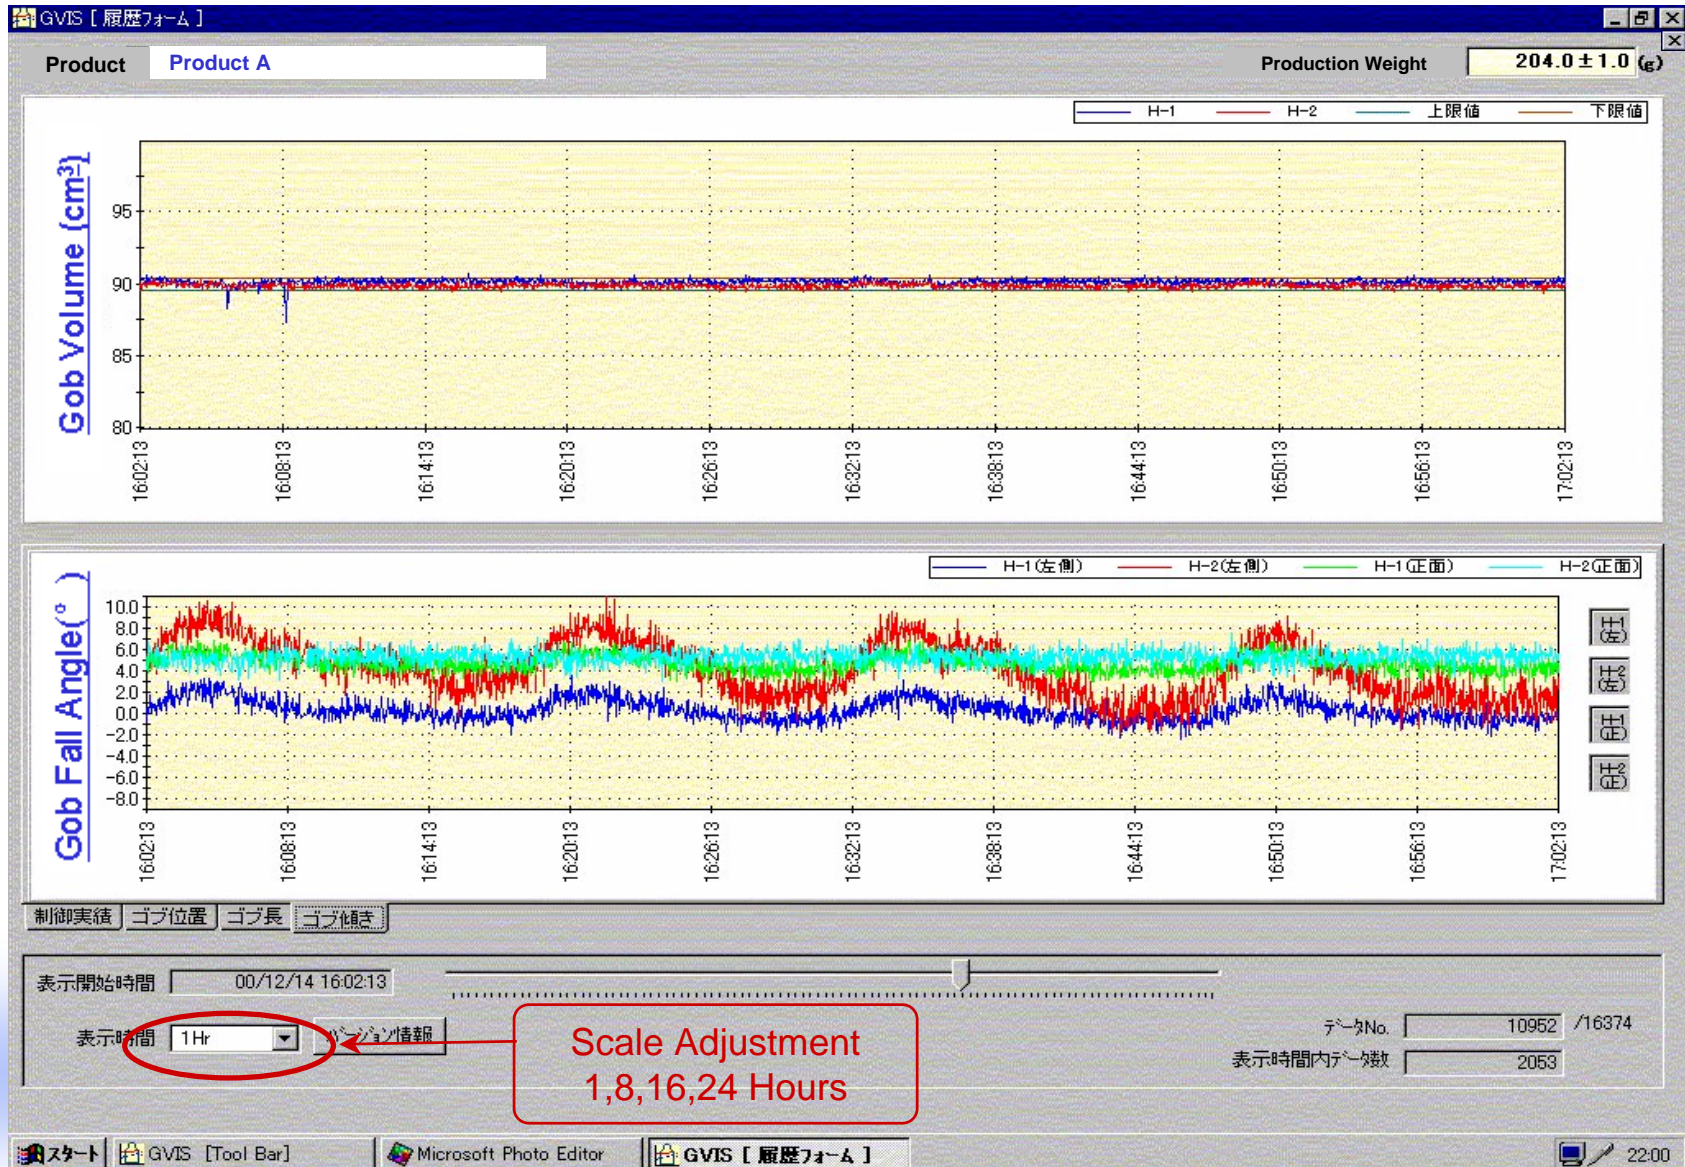 GVIS [ 履歴フォーム ]
Product Product A Production Weight 204.0±1.0 (g)
H-1 H-2 上限値 下限値
Gob Volume (cm³)
95
90
85
80
16:02:13 16:08:13 16:14:13 16:20:13 16:26:13 16:32:13 16:38:13 16:44:13 16:50:13 16:56:13 17:02:13
H-1(左側) H-2(左側) H-1(正面) H-2(正面)
Gob Fall Angle(°)
10.0
8.0
6.0
4.0
2.0
0.0
-2.0
-4.0
-6.0
-8.0
H-1
(左)
H-2
(左)
H-1
(正)
H-2
(正)
16:02:13 16:08:13 16:14:13 16:20:13 16:26:13 16:32:13 16:38:13 16:44:13 16:50:13 16:56:13 17:02:13
制御実績 ゴブ位置 ゴブ長 ゴブ傾き
表示開始時間 00/12/14 16:02:13
表示時間 1Hr バージョン情報
Scale Adjustment
1,8,16,24 Hours
データNo. 10952 /16374
表示時間内データ数 2053
スタート GVIS [Tool Bar] Microsoft Photo Editor GVIS [ 履歴フォーム ] 22:00